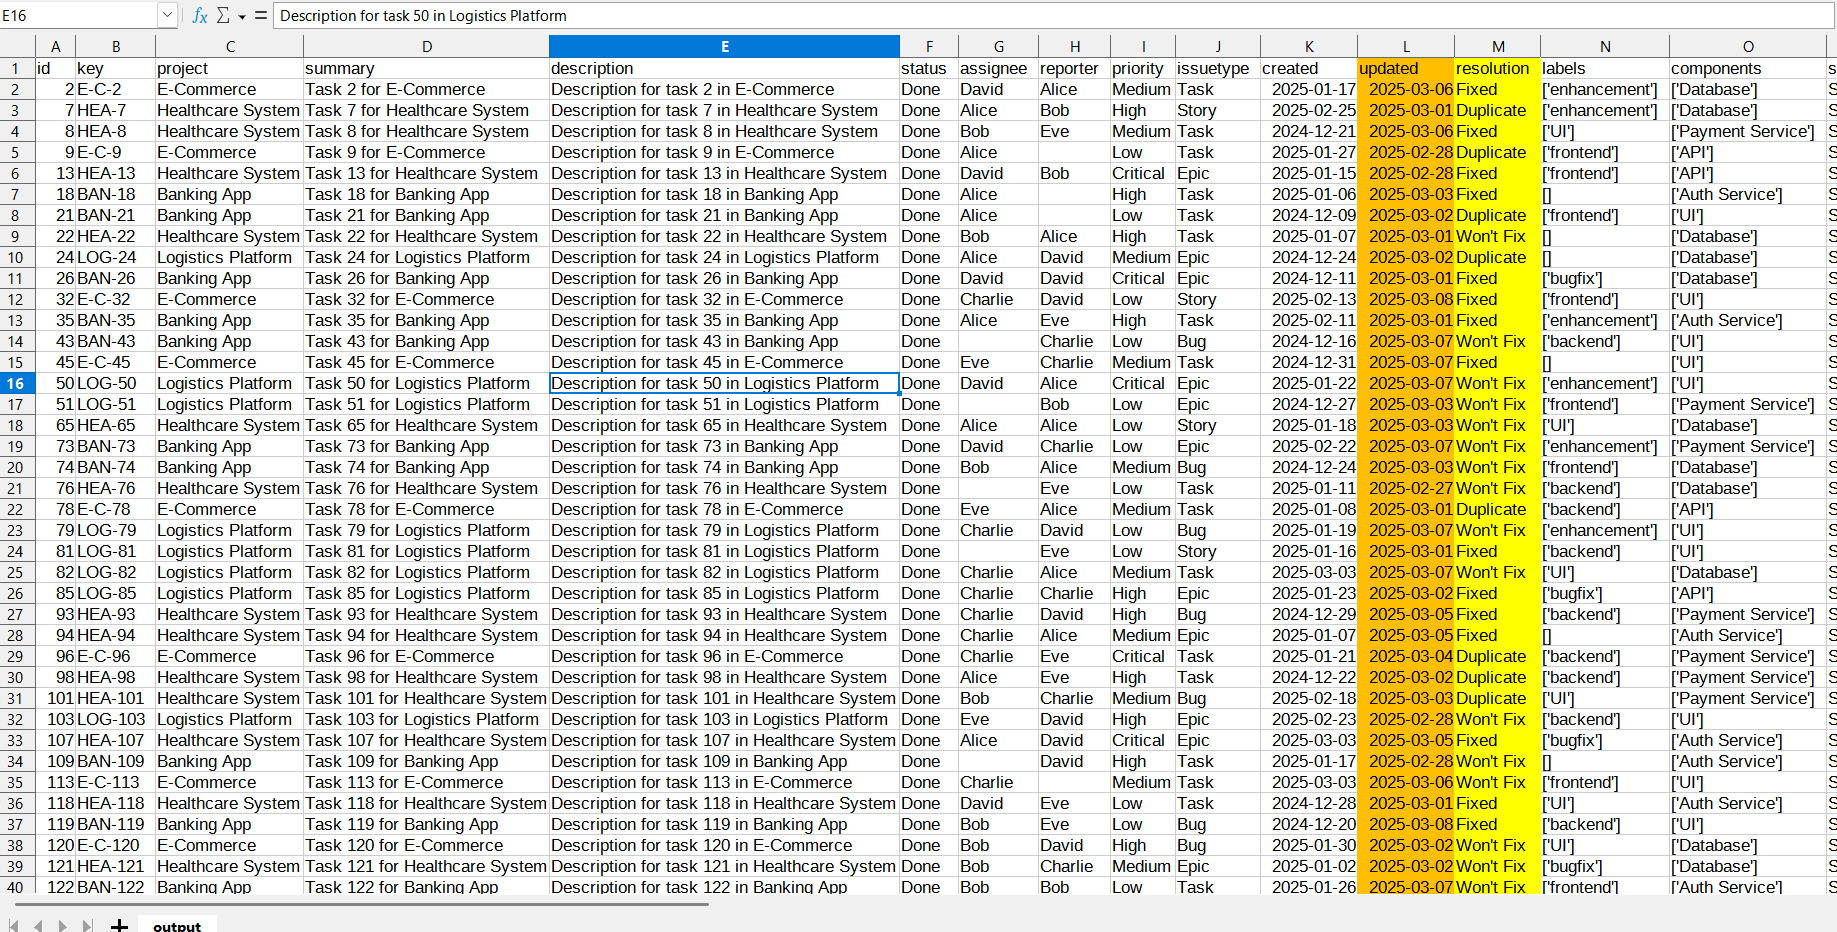 E16 fx Σ = Description for task 50 in Logistics Platform
A B C D E F G H I J K L M N O
1 id key project summary description status assignee reporter priority issuetype created updated resolution labels components s
2 2 E-C-2 E-Commerce Task 2 for E-Commerce Description for task 2 in E-Commerce Done David Alice Medium Task 2025-01-17 2025-03-06 Fixed ['enhancement'] ['Database'] S
3 7 HEA-7 Healthcare System Task 7 for Healthcare System Description for task 7 in Healthcare System Done Alice Bob High Story 2025-02-25 2025-03-01 Duplicate ['enhancement'] ['Database'] S
4 8 HEA-8 Healthcare System Task 8 for Healthcare System Description for task 8 in Healthcare System Done Bob Eve Medium Task 2024-12-21 2025-03-06 Fixed ['UI'] ['Payment Service'] S
5 9 E-C-9 E-Commerce Task 9 for E-Commerce Description for task 9 in E-Commerce Done Alice Low Task 2025-01-27 2025-02-28 Duplicate ['frontend'] ['API'] S
6 13 HEA-13 Healthcare System Task 13 for Healthcare System Description for task 13 in Healthcare System Done David Bob Critical Epic 2025-01-15 2025-02-28 Fixed ['frontend'] ['API'] S
7 18 BAN-18 Banking App Task 18 for Banking App Description for task 18 in Banking App Done Alice High Task 2025-01-06 2025-03-03 Fixed [] ['Auth Service'] S
8 21 BAN-21 Banking App Task 21 for Banking App Description for task 21 in Banking App Done Alice Low Task 2024-12-09 2025-03-02 Duplicate ['frontend'] ['UI'] S
9 22 HEA-22 Healthcare System Task 22 for Healthcare System Description for task 22 in Healthcare System Done Bob Alice High Task 2025-01-07 2025-03-01 Won't Fix [] ['Database'] S
10 24 LOG-24 Logistics Platform Task 24 for Logistics Platform Description for task 24 in Logistics Platform Done Alice David Medium Epic 2024-12-24 2025-03-02 Duplicate [] ['Database'] S
11 26 BAN-26 Banking App Task 26 for Banking App Description for task 26 in Banking App Done David David Critical Epic 2024-12-11 2025-03-01 Fixed ['bugfix'] ['Database'] S
12 32 E-C-32 E-Commerce Task 32 for E-Commerce Description for task 32 in E-Commerce Done Charlie David Low Story 2025-02-13 2025-03-08 Fixed ['frontend'] ['UI'] S
13 35 BAN-35 Banking App Task 35 for Banking App Description for task 35 in Banking App Done Alice Eve High Task 2025-02-11 2025-03-01 Fixed ['enhancement'] ['Auth Service'] S
14 43 BAN-43 Banking App Task 43 for Banking App Description for task 43 in Banking App Done Charlie Low Bug 2024-12-16 2025-03-07 Won't Fix ['backend'] ['UI'] S
15 45 E-C-45 E-Commerce Task 45 for E-Commerce Description for task 45 in E-Commerce Done Eve Charlie Medium Task 2024-12-31 2025-03-07 Fixed [] ['UI'] S
16 50 LOG-50 Logistics Platform Task 50 for Logistics Platform Description for task 50 in Logistics Platform Done David Alice Critical Epic 2025-01-22 2025-03-07 Won't Fix ['enhancement'] ['UI'] S
17 51 LOG-51 Logistics Platform Task 51 for Logistics Platform Description for task 51 in Logistics Platform Done Bob Low Epic 2024-12-27 2025-03-03 Won't Fix ['frontend'] ['Payment Service'] S
18 65 HEA-65 Healthcare System Task 65 for Healthcare System Description for task 65 in Healthcare System Done Alice Alice Low Story 2025-01-18 2025-03-03 Won't Fix ['UI'] ['Database'] S
19 73 BAN-73 Banking App Task 73 for Banking App Description for task 73 in Banking App Done David Charlie Low Epic 2025-02-22 2025-03-07 Won't Fix ['enhancement'] ['Payment Service'] S
20 74 BAN-74 Banking App Task 74 for Banking App Description for task 74 in Banking App Done Bob Alice Medium Bug 2024-12-24 2025-03-03 Won't Fix ['frontend'] ['Database'] S
21 76 HEA-76 Healthcare System Task 76 for Healthcare System Description for task 76 in Healthcare System Done Eve Low Task 2025-01-11 2025-02-27 Won't Fix ['backend'] ['Database'] S
22 78 E-C-78 E-Commerce Task 78 for E-Commerce Description for task 78 in E-Commerce Done Eve Alice Medium Task 2025-01-08 2025-03-01 Duplicate ['backend'] ['API'] S
23 79 LOG-79 Logistics Platform Task 79 for Logistics Platform Description for task 79 in Logistics Platform Done Charlie David Low Bug 2025-01-19 2025-03-07 Won't Fix ['enhancement'] ['UI'] S
24 81 LOG-81 Logistics Platform Task 81 for Logistics Platform Description for task 81 in Logistics Platform Done Eve Low Story 2025-01-16 2025-03-01 Fixed ['backend'] ['UI'] S
25 82 LOG-82 Logistics Platform Task 82 for Logistics Platform Description for task 82 in Logistics Platform Done Charlie Alice Medium Task 2025-03-03 2025-03-07 Won't Fix ['UI'] ['Database'] S
26 85 LOG-85 Logistics Platform Task 85 for Logistics Platform Description for task 85 in Logistics Platform Done Charlie Charlie High Epic 2025-01-23 2025-03-02 Fixed ['bugfix'] ['API'] S
27 93 HEA-93 Healthcare System Task 93 for Healthcare System Description for task 93 in Healthcare System Done Charlie David High Bug 2024-12-29 2025-03-05 Fixed ['backend'] ['Payment Service'] S
28 94 HEA-94 Healthcare System Task 94 for Healthcare System Description for task 94 in Healthcare System Done Charlie Alice Medium Epic 2025-01-07 2025-03-05 Fixed [] ['Auth Service'] S
29 96 E-C-96 E-Commerce Task 96 for E-Commerce Description for task 96 in E-Commerce Done Charlie Eve Critical Task 2025-01-21 2025-03-04 Duplicate ['backend'] ['Payment Service'] S
30 98 HEA-98 Healthcare System Task 98 for Healthcare System Description for task 98 in Healthcare System Done Alice Eve High Task 2024-12-22 2025-03-02 Duplicate ['backend'] ['Payment Service'] S
31 101 HEA-101 Healthcare System Task 101 for Healthcare System Description for task 101 in Healthcare System Done Bob Charlie Medium Bug 2025-02-18 2025-03-03 Duplicate ['UI'] ['Payment Service'] S
32 103 LOG-103 Logistics Platform Task 103 for Logistics Platform Description for task 103 in Logistics Platform Done Eve David High Epic 2025-02-23 2025-02-28 Won't Fix ['backend'] ['UI'] S
33 107 HEA-107 Healthcare System Task 107 for Healthcare System Description for task 107 in Healthcare System Done Alice David Critical Epic 2025-03-03 2025-03-05 Fixed ['bugfix'] ['Auth Service'] S
34 109 BAN-109 Banking App Task 109 for Banking App Description for task 109 in Banking App Done David High Task 2025-01-17 2025-02-28 Won't Fix [] ['Auth Service'] S
35 113 E-C-113 E-Commerce Task 113 for E-Commerce Description for task 113 in E-Commerce Done Charlie Medium Task 2025-03-03 2025-03-06 Won't Fix ['frontend'] ['UI'] S
36 118 HEA-118 Healthcare System Task 118 for Healthcare System Description for task 118 in Healthcare System Done David Eve Low Task 2024-12-28 2025-03-01 Fixed ['UI'] ['Auth Service'] S
37 119 BAN-119 Banking App Task 119 for Banking App Description for task 119 in Banking App Done Bob Eve Low Bug 2024-12-20 2025-03-08 Fixed ['backend'] ['UI'] S
38 120 E-C-120 E-Commerce Task 120 for E-Commerce Description for task 120 in E-Commerce Done Bob David High Bug 2025-01-30 2025-03-02 Won't Fix ['UI'] ['Database'] S
39 121 HEA-121 Healthcare System Task 121 for Healthcare System Description for task 121 in Healthcare System Done Bob Charlie Medium Epic 2025-01-02 2025-03-02 Won't Fix ['bugfix'] ['Database'] S
40 122 BAN-122 Banking App Task 122 for Banking App Description for task 122 in Banking App Done Bob Bob Low Task 2025-01-26 2025-03-07 Won't Fix ['frontend'] ['Auth Service'] S
output